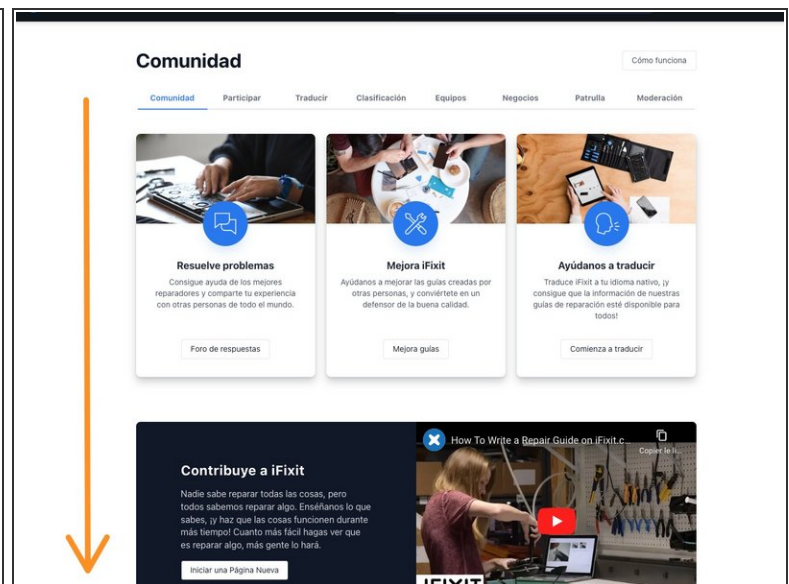 Comunidad
Cómo funciona
Comunidad Participar Traducir Clasificación Equipos Negocios Patrulla Moderación
Resuelve problemas
Consigue ayuda de los mejores
reparadores y comparte tu experiencia
con otras personas de todo el mundo.
Foro de respuestas
Mejora iFixit
Ayúdanos a mejorar las guías creadas por
otras personas, y conviértete en un
defensor de la buena calidad.
Mejora guías
Ayúdanos a traducir
Traduce iFixit a tu idioma nativo, ¡y
consigue que la información de nuestras
guías de reparación esté disponible para
todos!
Comienza a traducir
Contribuye a iFixit
Nadie sabe reparar todas las cosas, pero
todos sabemos reparar algo. Enséñanos lo que
sabes, ¡y haz que las cosas funcionen durante
más tiempo! Cuanto más fácil hagas ver que
es reparar algo, más gente lo hará.
Iniciar una Página Nueva
How To Write a Repair Guide on iFixit.c...
Copier le li...
IFIXIT